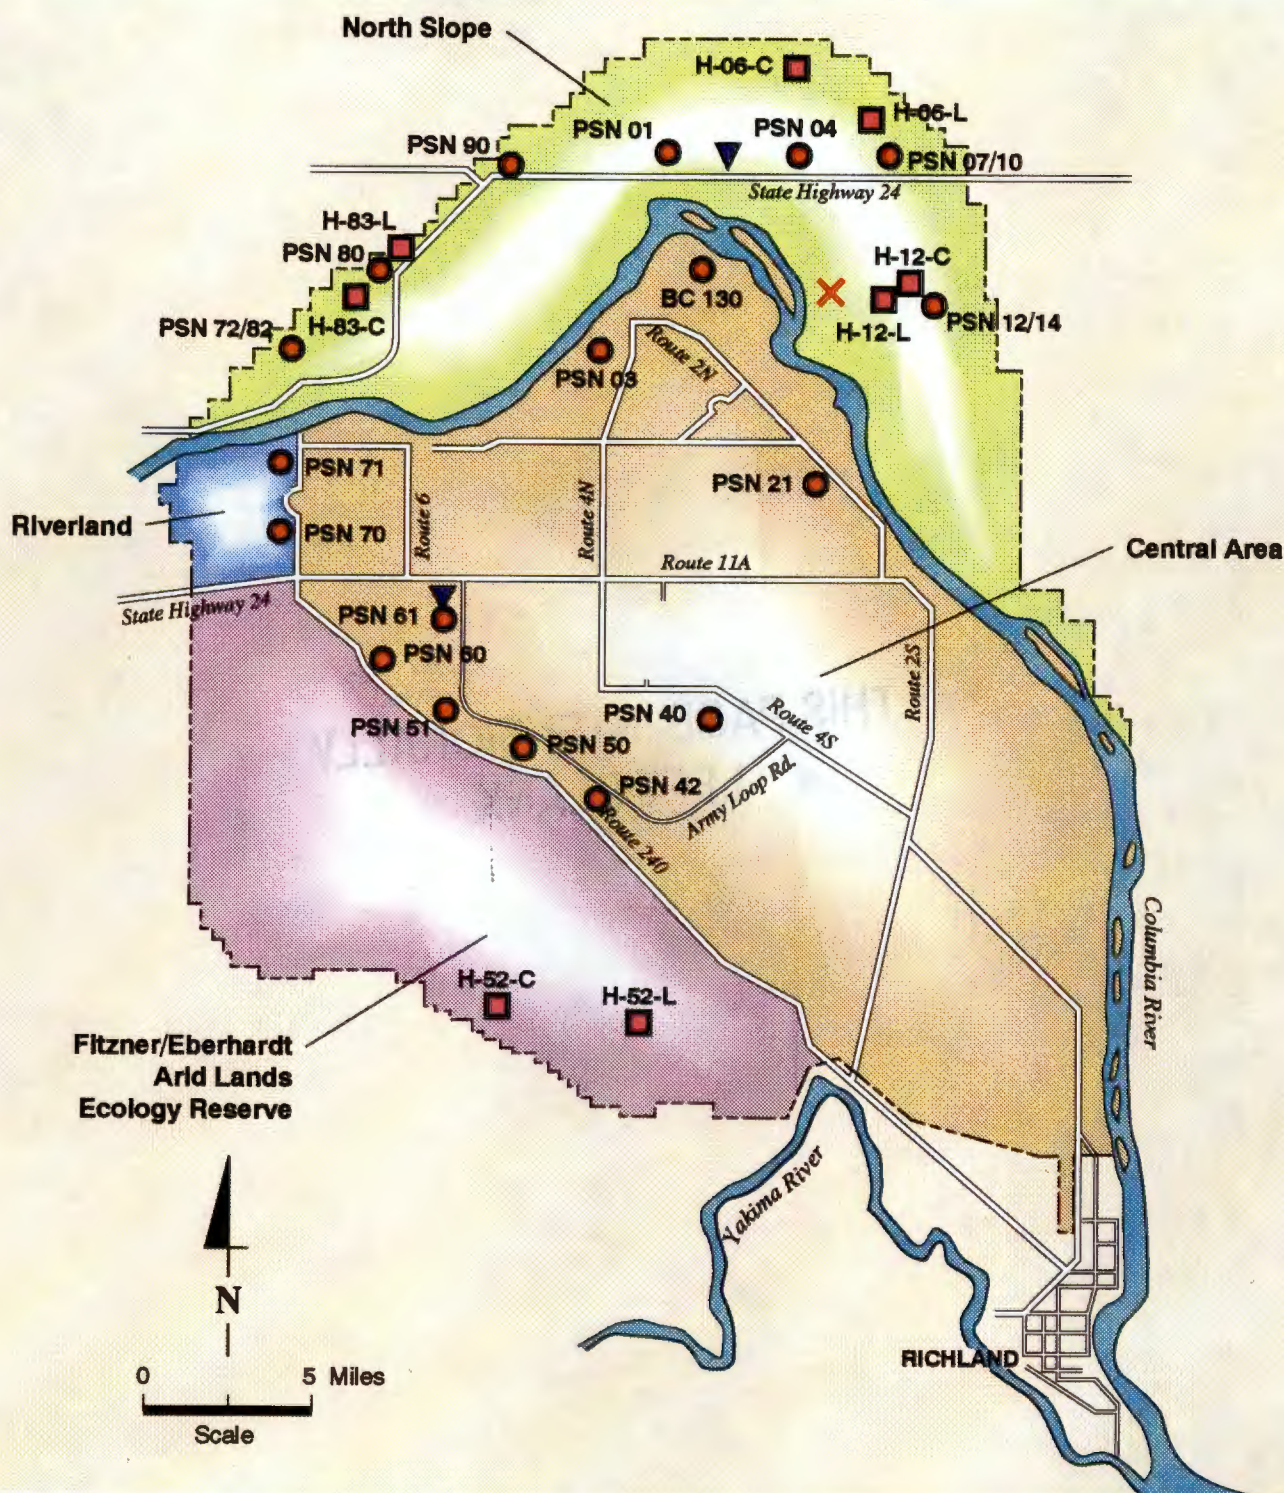 North Slope
H-06-C
H-06-L
PSN 01
PSN 04
PSN 90
PSN 07/10
State Highway 24
H-83-L
PSN 80
H-12-C
BC 130
PSN 72/82
H-83-C
H-12-L
PSN 12/14
Route 2N
PSN 03
PSN 71
PSN 21
Route 6
Route 4N
Riverland
PSN 70
Central Area
Route 11A
State Highway 24
PSN 61
PSN 60
Route 2S
PSN 51
PSN 40
Route 4S
PSN 50
PSN 42
Army Loop Rd.
Route 240
Columbia River
H-52-C
H-52-L
Fitzner/Eberhardt
Arid Lands
Ecology Reserve
Yakima River
N
RICHLAND
0 5 Miles
Scale